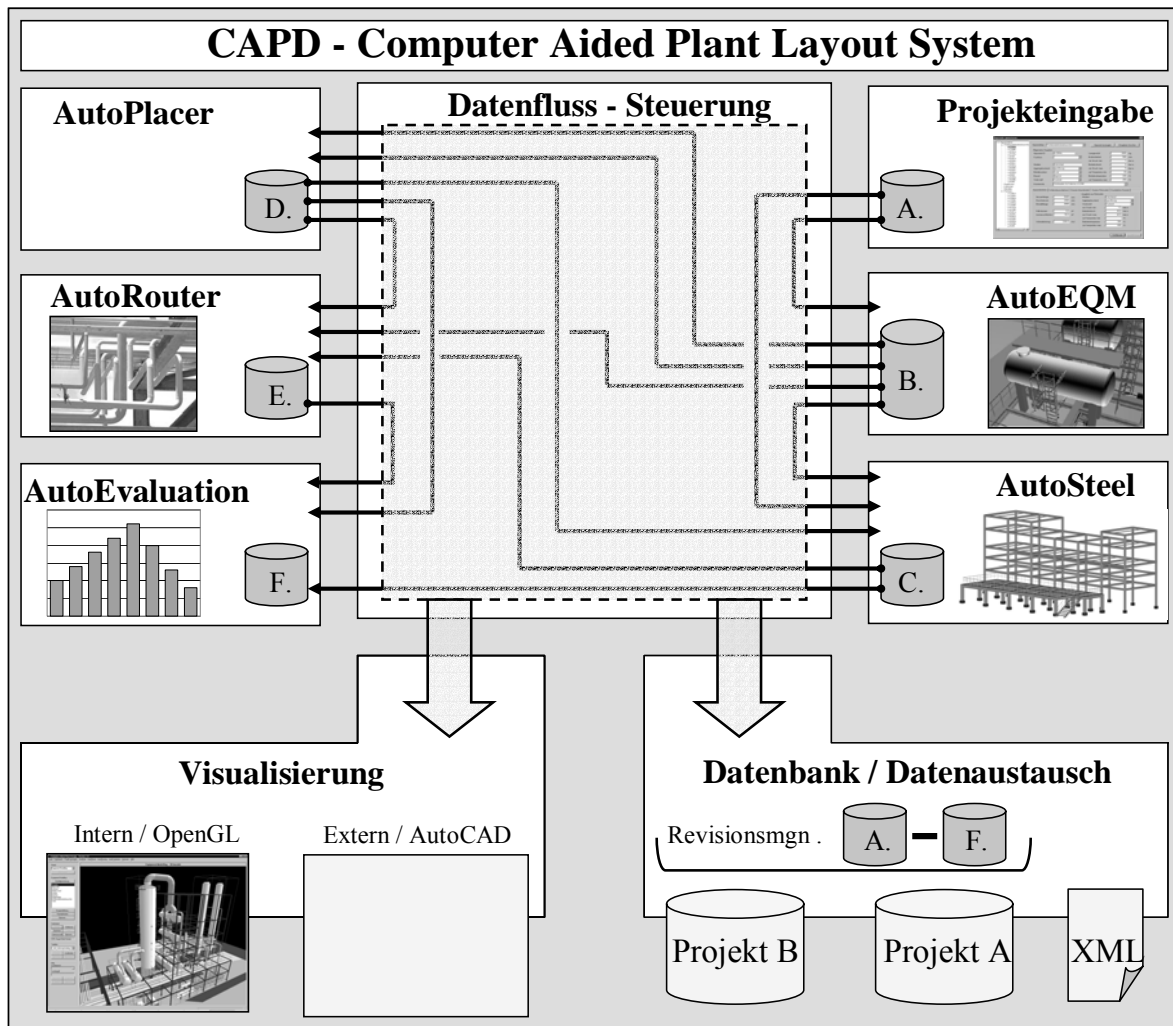 CAPD - Computer Aided Plant Layout System
AutoPlacer
D.
Datenfluss - Steuerung
Projekteingabe
A.
AutoRouter
E.
AutoEQM
B.
AutoEvaluation
F.
AutoSteel
C.
Visualisierung
Intern / OpenGL
Extern / AutoCAD
Datenbank / Datenaustausch
Revisionsmgn .
A.
F.
Projekt B
Projekt A
XML